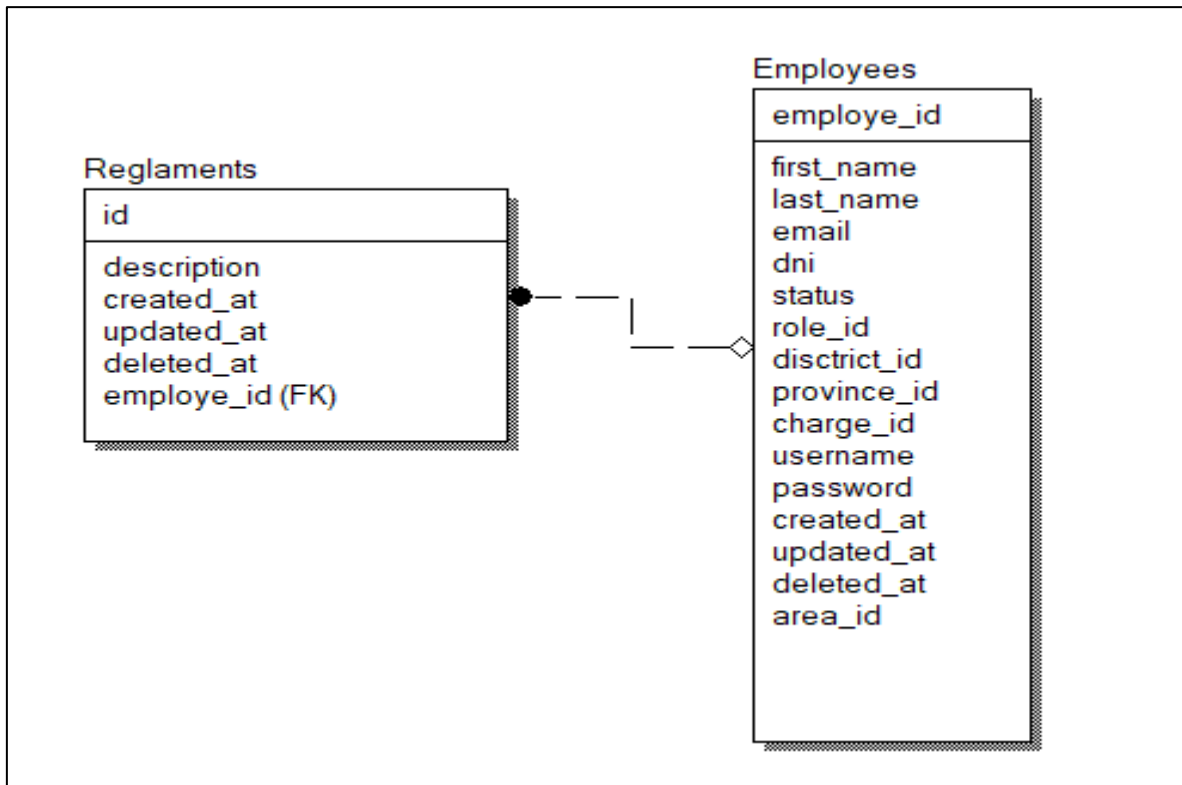 Reglaments
id
description
created_at
updated_at
deleted_at
employe_id (FK)
Employees
employe_id
first_name
last_name
email
dni
status
role_id
disctrict_id
province_id
charge_id
username
password
created_at
updated_at
deleted_at
area_id